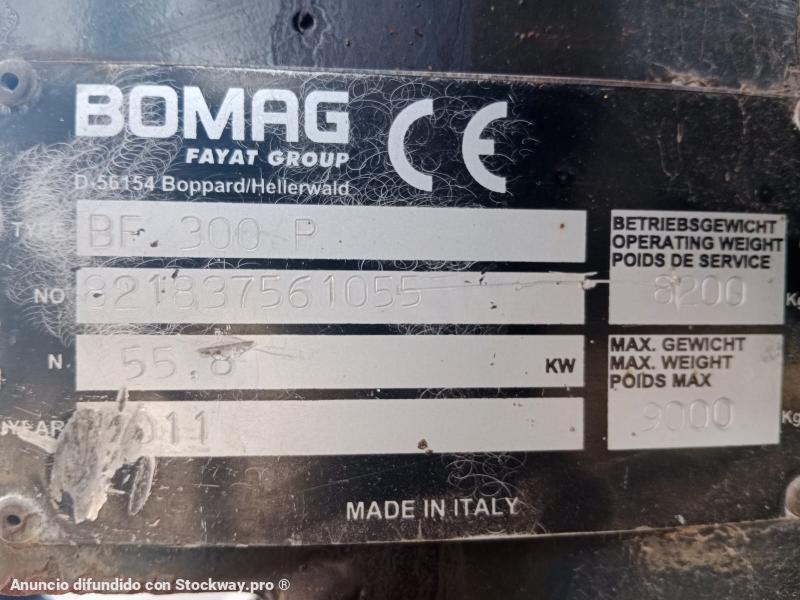 BOMAG
FAYAT GROUP
D-56154 Boppard/Hellerwald
CE
TYPE BF 300 P
NO 821837561055
N. 55.8 KW
YEAR 2011
BETRIEBSGEWICHT
OPERATING WEIGHT
POIDS DE SERVICE
8200 Kg
MAX. GEWICHT
MAX. WEIGHT
POIDS MAX
9000 Kg
MADE IN ITALY
Anuncio difundido con Stockway.pro ®